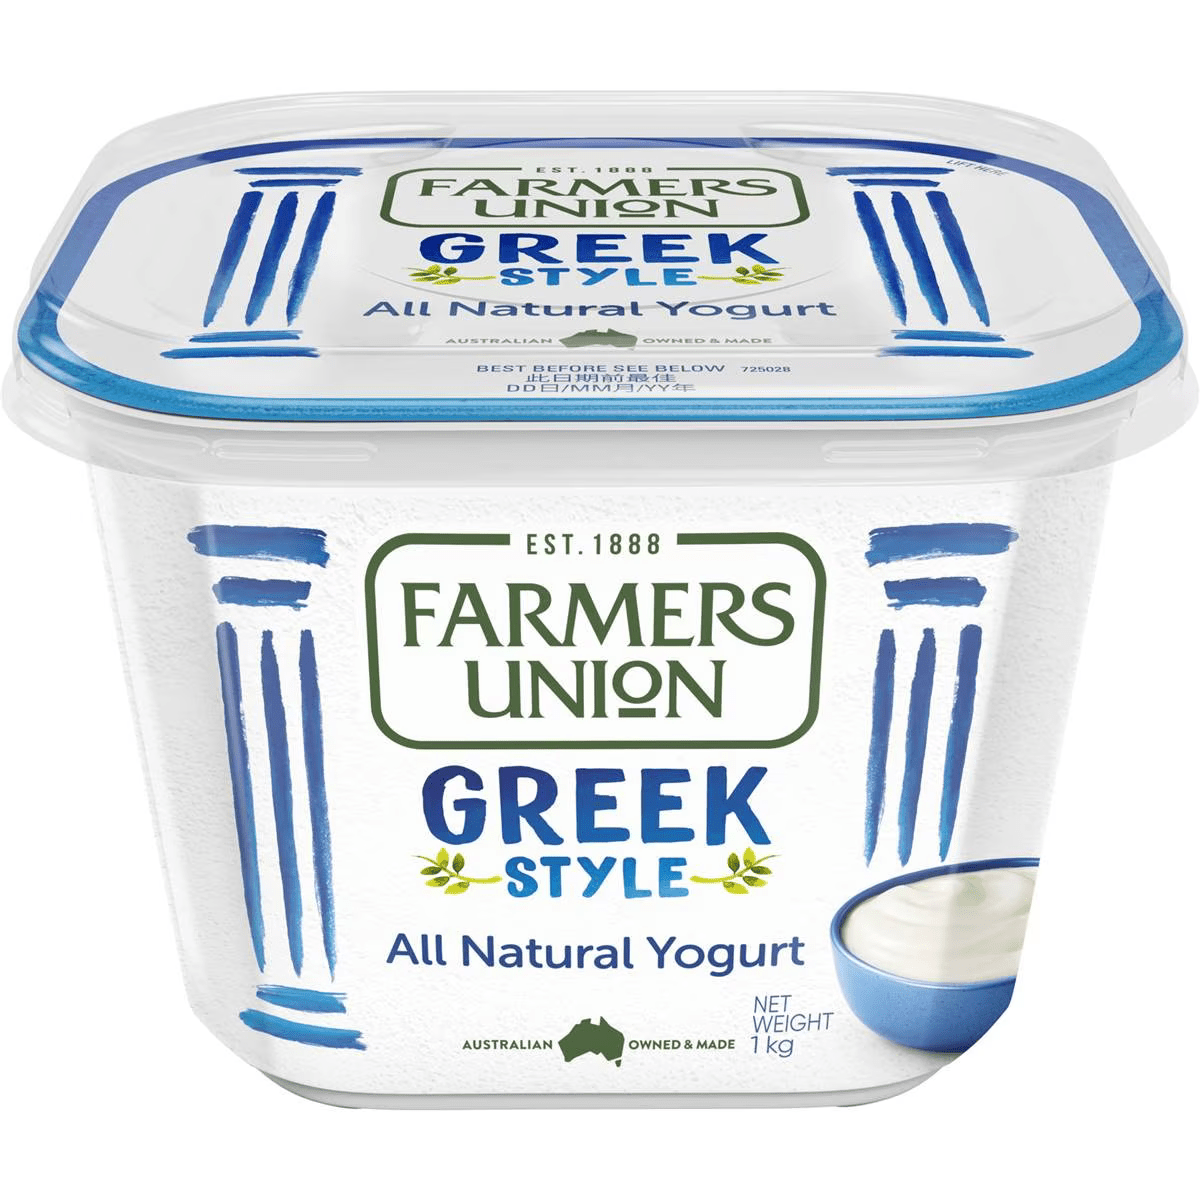 LIFT HERE
EST. 1888
FARMERS
UNION
GREEK
STYLE
All Natural Yogurt
AUSTRALIAN OWNED & MADE
BEST BEFORE SEE BELOW 725028
此日期前最佳
DD日/MM月/YY年
EST. 1888
FARMERS
UNION
GREEK
STYLE
All Natural Yogurt
AUSTRALIAN OWNED & MADE
NET
WEIGHT
1 kg